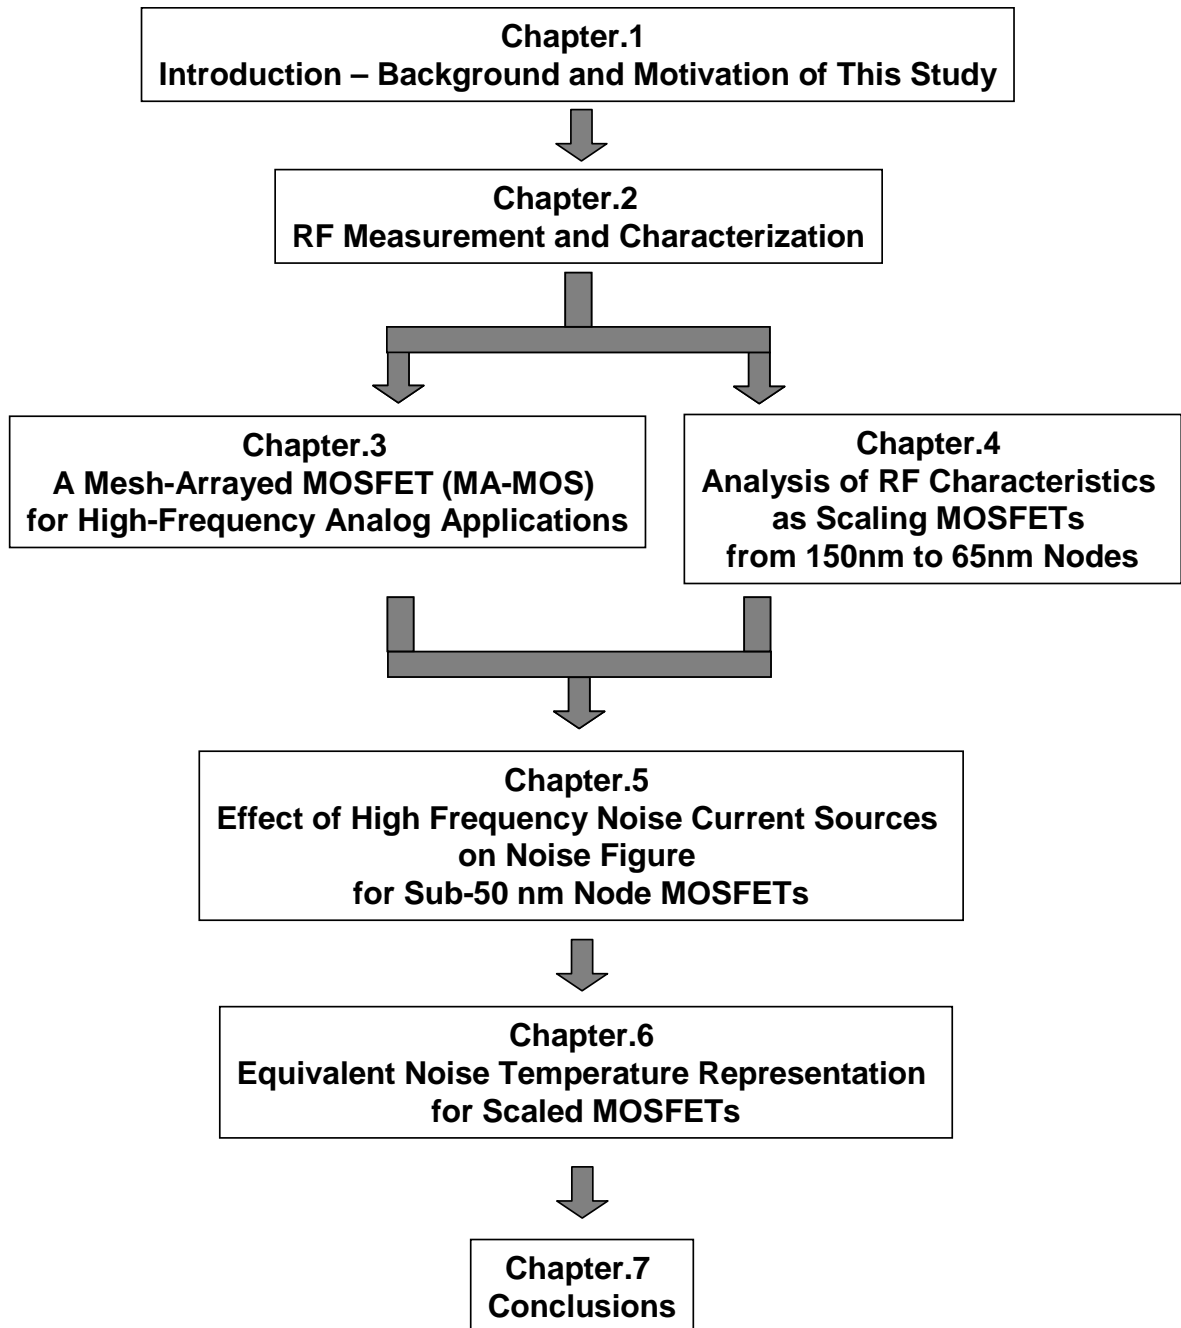 Chapter.1
Introduction – Background and Motivation of This Study
Chapter.2
RF Measurement and Characterization
Chapter.3
A Mesh-Arrayed MOSFET (MA-MOS)
for High-Frequency Analog Applications
Chapter.4
Analysis of RF Characteristics
as Scaling MOSFETs
from 150nm to 65nm Nodes
Chapter.5
Effect of High Frequency Noise Current Sources
on Noise Figure
for Sub-50 nm Node MOSFETs
Chapter.6
Equivalent Noise Temperature Representation
for Scaled MOSFETs
Chapter.7
Conclusions